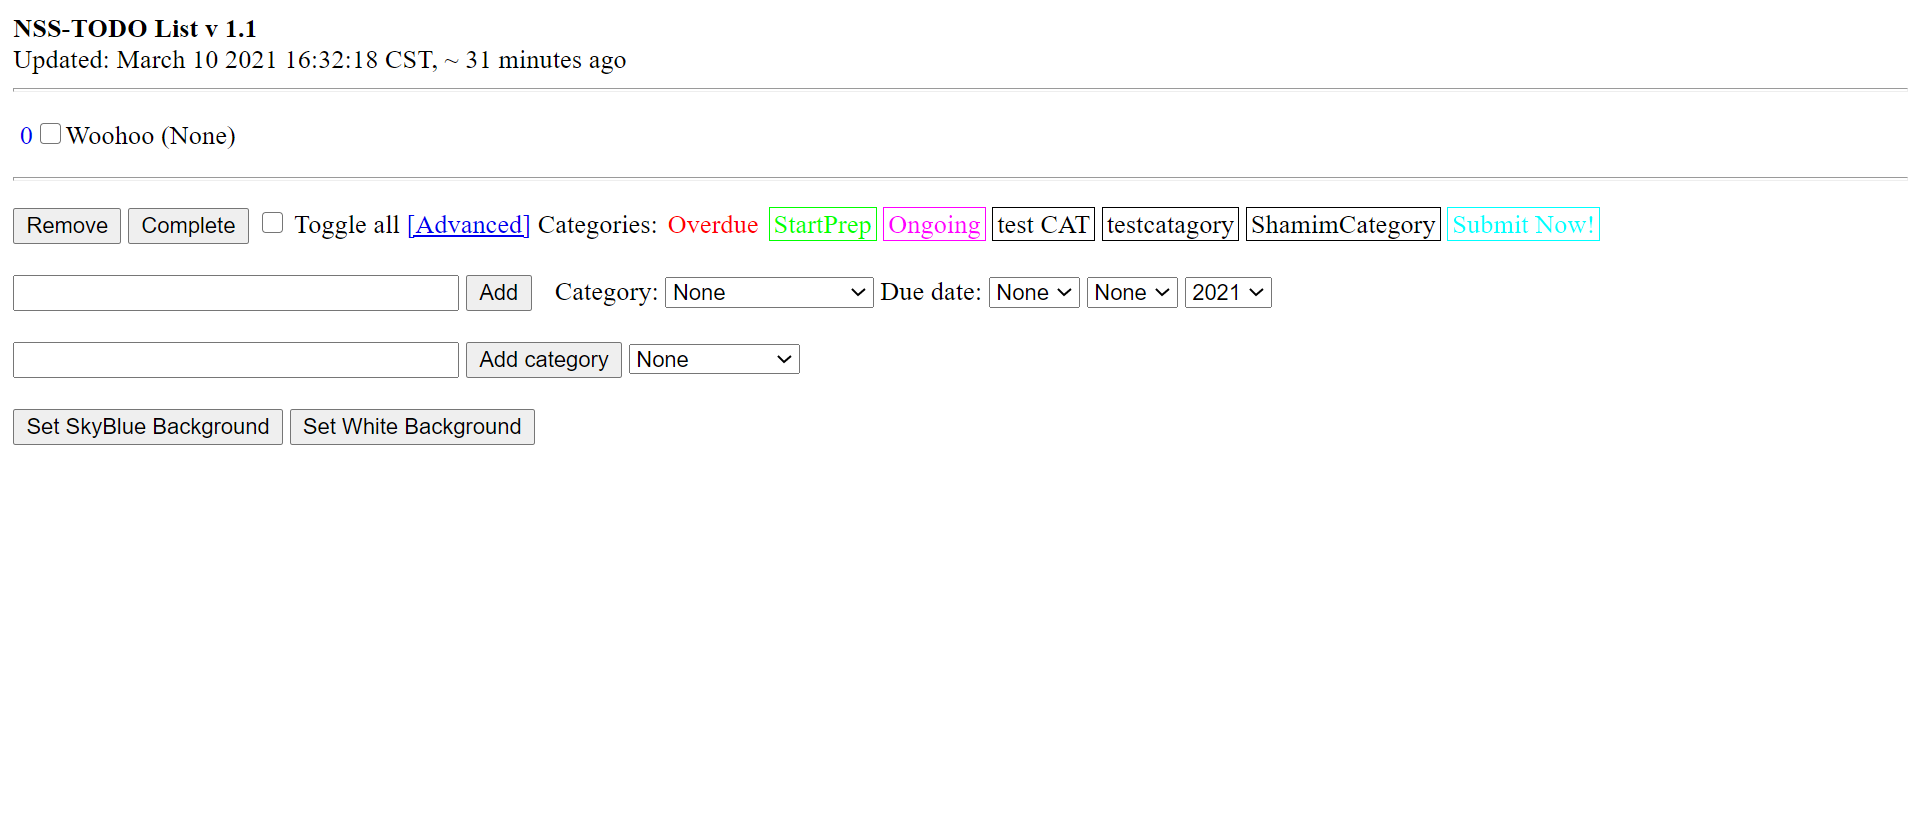 NSS-TODO List v 1.1
Updated: March 10 2021 16:32:18 CST, ~ 31 minutes ago
0 Woohoo (None)
Remove Complete Toggle all [Advanced] Categories: Overdue StartPrep Ongoing test CAT testcatagory ShamimCategory Submit Now!
Add Category: None Due date: None None 2021
Add category None
Set SkyBlue Background Set White Background